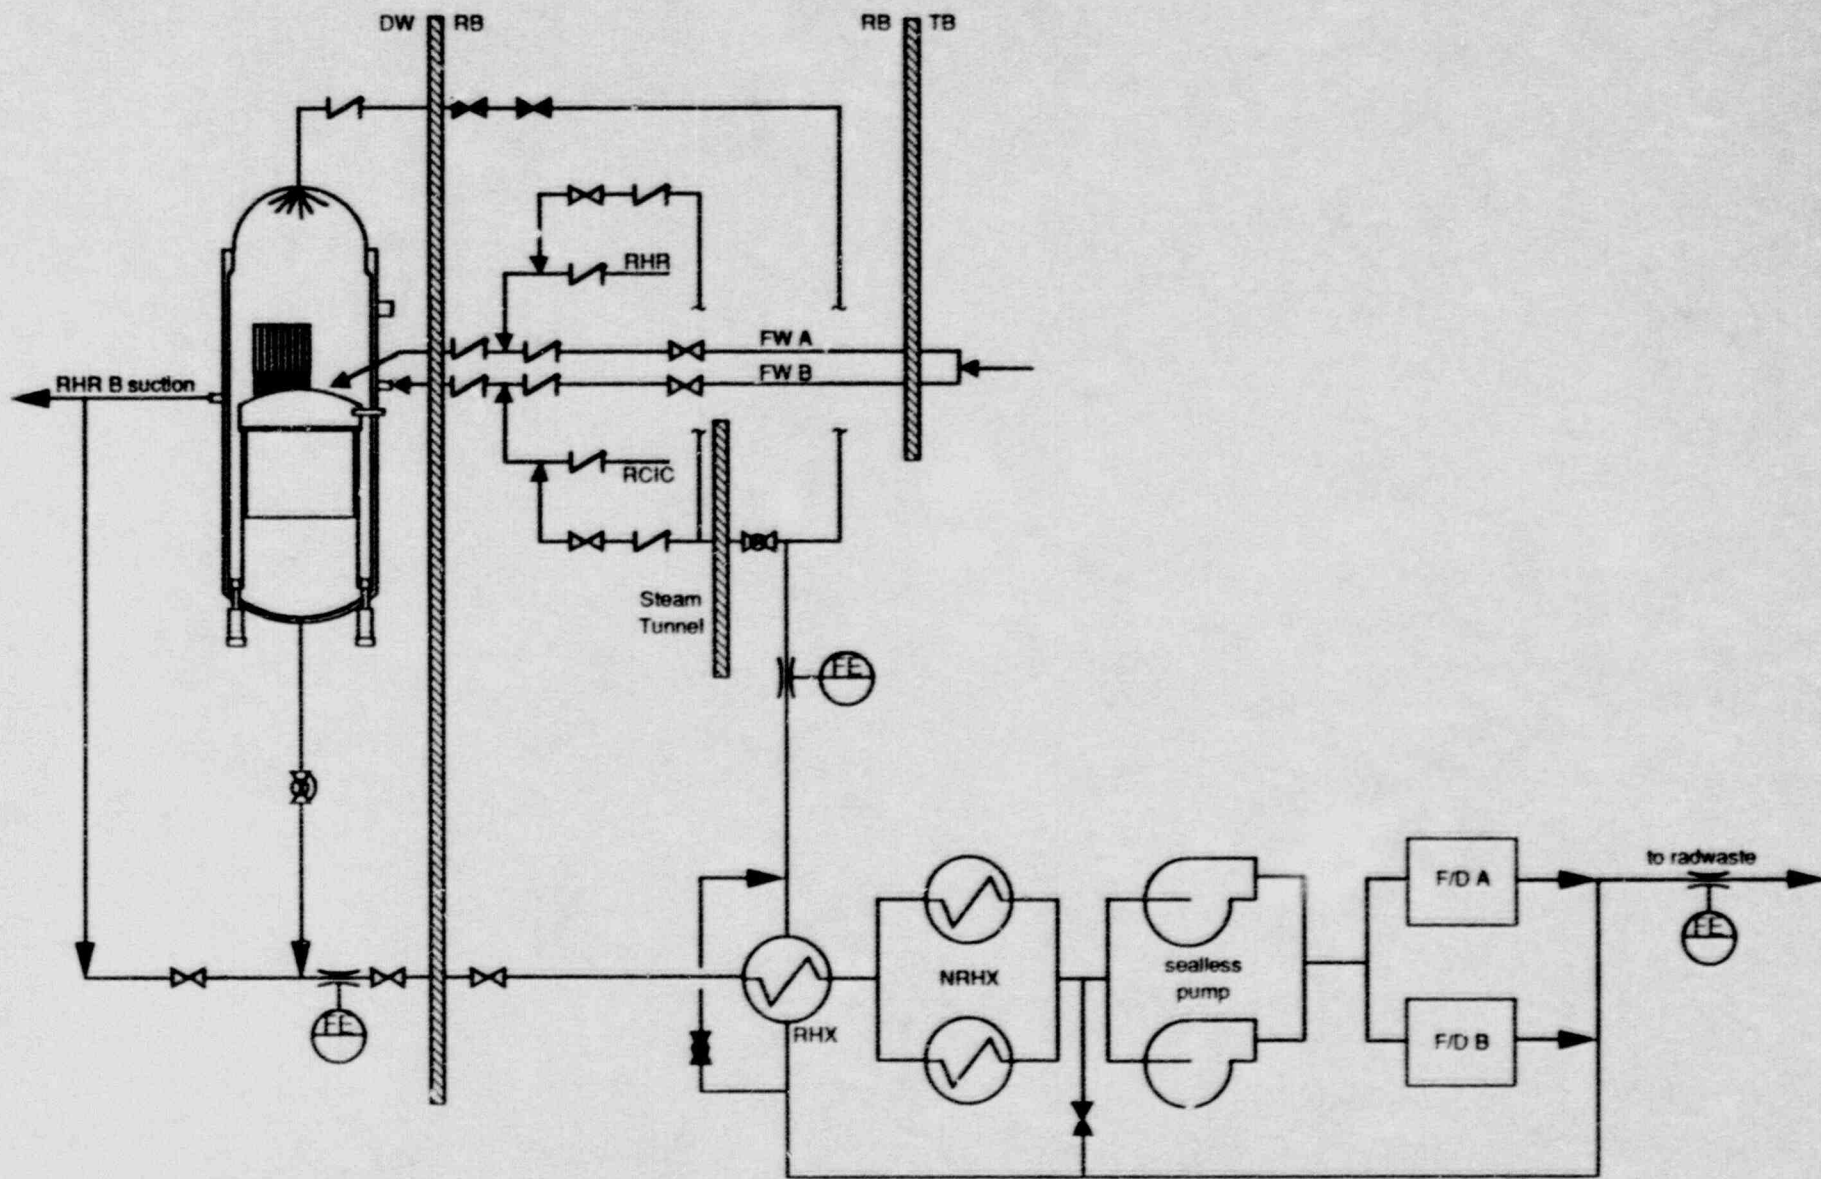 DW RB
RB TB
RHR
FW A
FW B
RHR B suction
RCIC
Steam
Tunnel
FE
to radwaste
F/D A
FE
sealless
pump
NRHX
RHX
FE
F/D B